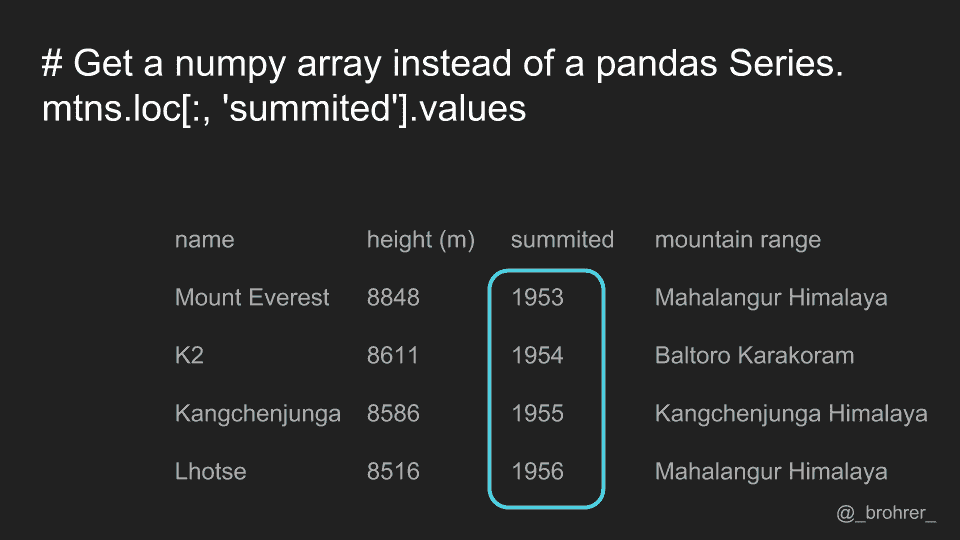 # Get a numpy array instead of a pandas Series.
mtns.loc[:, 'summited'].values
name height (m) summited mountain range
Mount Everest 8848 1953 Mahalangur Himalaya
K2 8611 1954 Baltoro Karakoram
Kangchenjunga 8586 1955 Kangchenjunga Himalaya
Lhotse 8516 1956 Mahalangur Himalaya
@_brohrer_